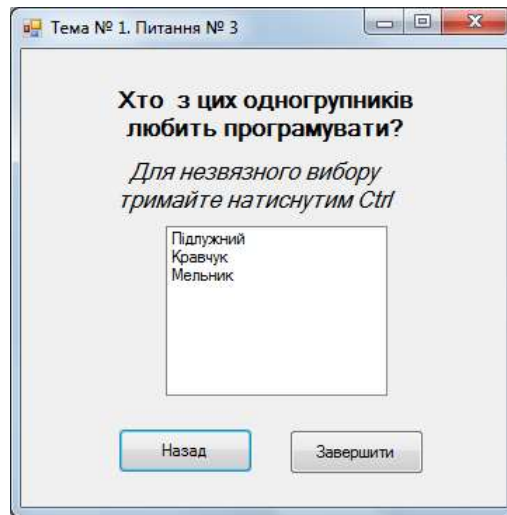 Тема № 1. Питання № 3
Хто з цих одногрупників
любить програмувати?
Для незвязного вибору
тримайте натиснутим Ctrl
Підлужний
Кравчук
Мельник
Назад
Завершити